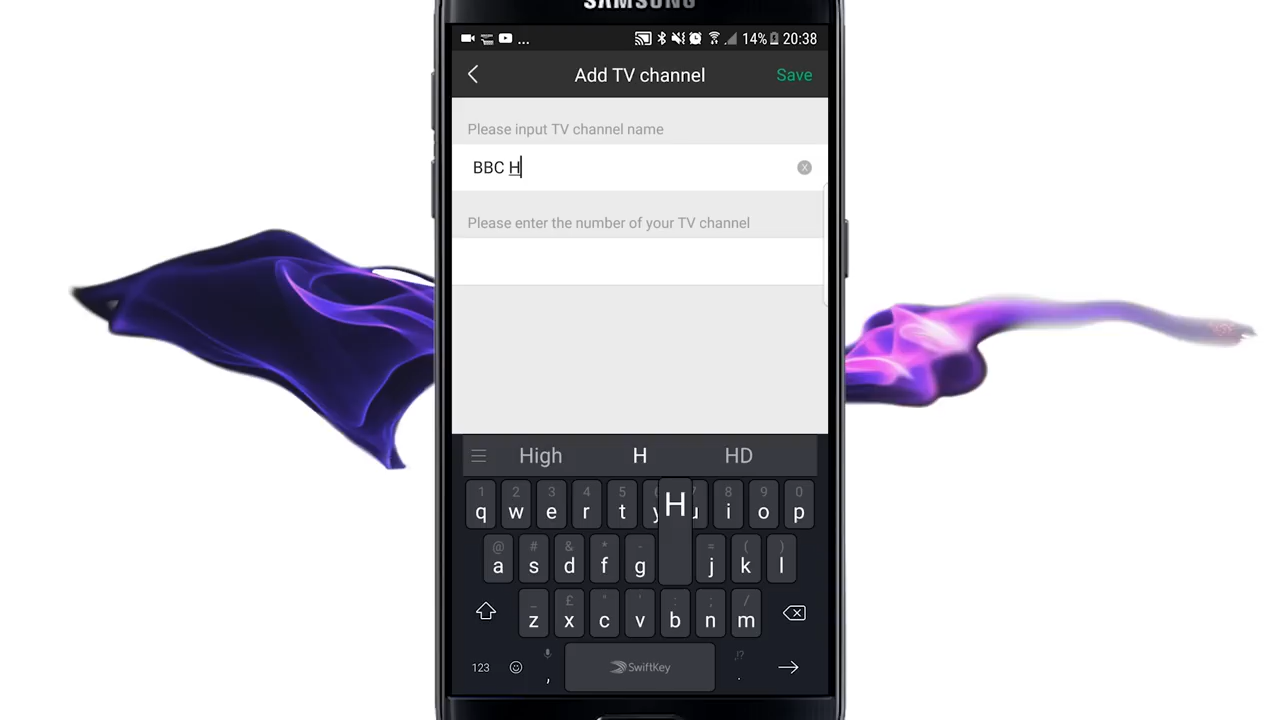 SAMSUNG
... 14% 20:38
Add TV channel Save
Please input TV channel name
BBC H
Please enter the number of your TV channel
High H HD
1 2 3 4 5 6 7 8 9 0
q w e r t y H u i o p
@ # & * - = ( )
a s d f g j k l
_ £ " ' : ; /
z x c v b n m
123 , SwiftKey ,!? .